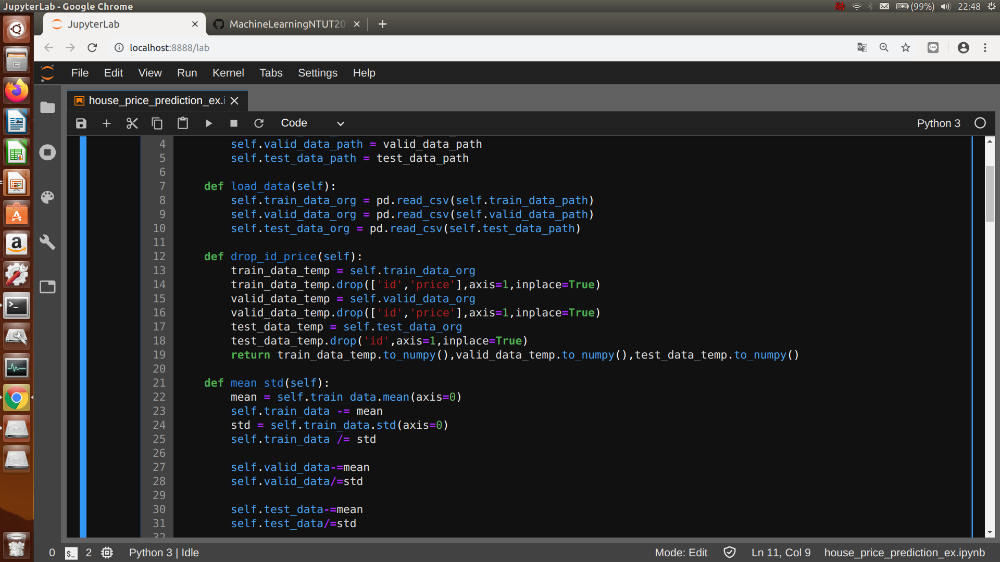 JupyterLab - Google Chrome
(99%) 22:48
JupyterLab
MachineLearningNTUT20
localhost:8888/lab
File Edit View Run Kernel Tabs Settings Help
house_price_prediction_ex.i
Code
Python 3
4 self.valid_data_path = valid_data_path
5 self.test_data_path = test_data_path
6
7 def load_data(self):
8 self.train_data_org = pd.read_csv(self.train_data_path)
9 self.valid_data_org = pd.read_csv(self.valid_data_path)
10 self.test_data_org = pd.read_csv(self.test_data_path)
11
12 def drop_id_price(self):
13 train_data_temp = self.train_data_org
14 train_data_temp.drop(['id','price'],axis=1,inplace=True)
15 valid_data_temp = self.valid_data_org
16 valid_data_temp.drop(['id','price'],axis=1,inplace=True)
17 test_data_temp = self.test_data_org
18 test_data_temp.drop('id',axis=1,inplace=True)
19 return train_data_temp.to_numpy(),valid_data_temp.to_numpy(),test_data_temp.to_numpy()
20
21 def mean_std(self):
22 mean = self.train_data.mean(axis=0)
23 self.train_data -= mean
24 std = self.train_data.std(axis=0)
25 self.train_data /= std
26
27 self.valid_data-=mean
28 self.valid_data/=std
29
30 self.test_data-=mean
31 self.test_data/=std
32
0 $_ 2 Python 3 | Idle Mode: Edit Ln 11, Col 9 house_price_prediction_ex.ipynb